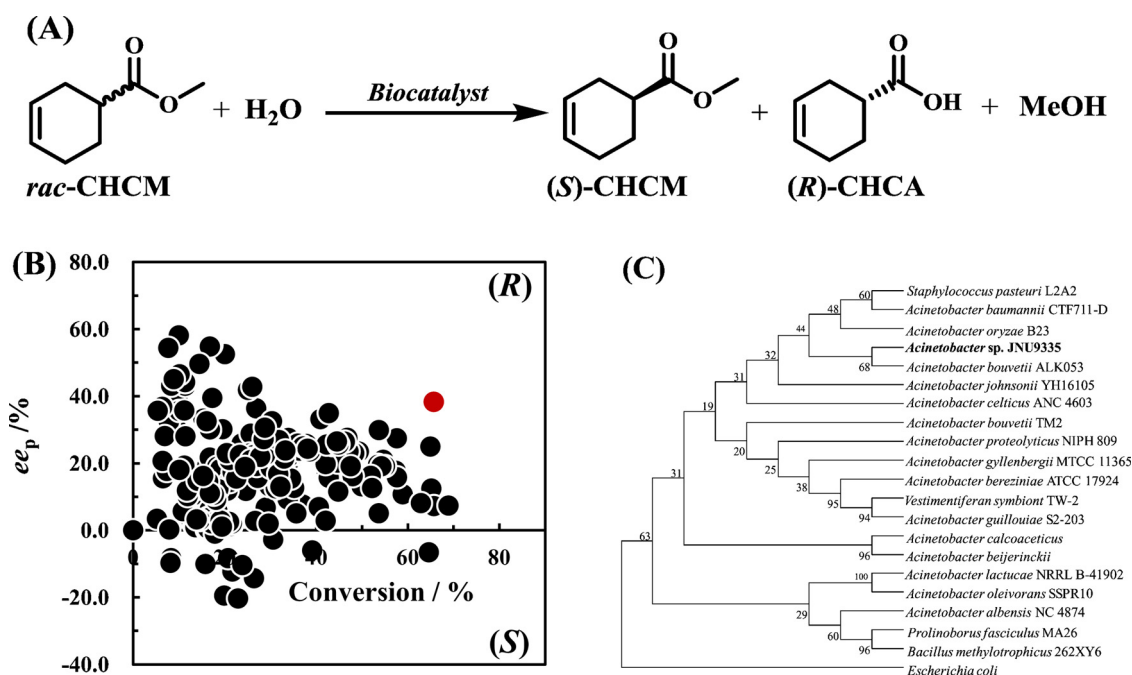 (A)
O
O
+ H₂O
Biocatalyst
O
O
+
O
OH
+ MeOH
rac-CHCM
(S)-CHCM
(R)-CHCA
(B)
80.0
60.0
40.0
20.0
0.0
-20.0
-40.0
eeₚ /%
(R)
(S)
0
20
40
60
80
Conversion / %
(C)
Staphylococcus pasteuri L2A2
Acinetobacter baumannii CTF711-D
Acinetobacter oryzae B23
Acinetobacter sp. JNU9335
Acinetobacter bouvetii ALK053
Acinetobacter johnsonii YH16105
Acinetobacter celticus ANC 4603
Acinetobacter bouvetii TM2
Acinetobacter proteolyticus NIPH 809
Acinetobacter gyllenbergii MTCC 11365
Acinetobacter bereziniae ATCC 17924
Vestimentiferan symbiont TW-2
Acinetobacter guillouiae S2-203
Acinetobacter calcoaceticus
Acinetobacter beijerinckii
Acinetobacter lactucae NRRL B-41902
Acinetobacter oleivorans SSPR10
Acinetobacter albensis NC 4874
Prolinoborus fasciculus MA26
Bacillus methylotrophicus 262XY6
Escherichia coli
60
48
44
68
32
31
19
20
25
38
95
94
31
96
63
100
29
60
96